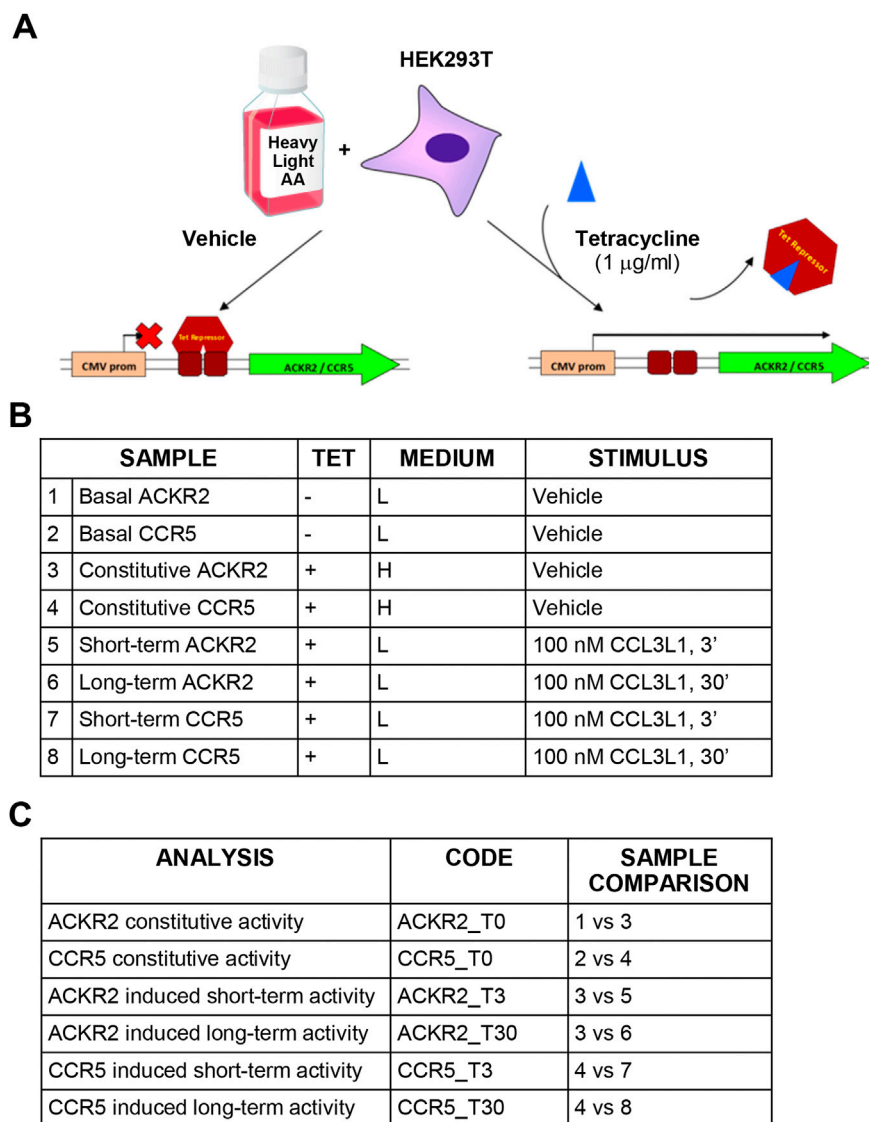 A
HEK293T
Heavy
Light
AA
+
Vehicle
Tetracycline
(1 μg/ml)
Tet Repressor
Tet Repressor
CMV prom
ACKR2 / CCR5
CMV prom
ACKR2 / CCR5
B
SAMPLE TET MEDIUM STIMULUS
1 Basal ACKR2 - L Vehicle
2 Basal CCR5 - L Vehicle
3 Constitutive ACKR2 + H Vehicle
4 Constitutive CCR5 + H Vehicle
5 Short-term ACKR2 + L 100 nM CCL3L1, 3’
6 Long-term ACKR2 + L 100 nM CCL3L1, 30’
7 Short-term CCR5 + L 100 nM CCL3L1, 3’
8 Long-term CCR5 + L 100 nM CCL3L1, 30’
C
ANALYSIS CODE SAMPLE
COMPARISON
ACKR2 constitutive activity ACKR2_T0 1 vs 3
CCR5 constitutive activity CCR5_T0 2 vs 4
ACKR2 induced short-term activity ACKR2_T3 3 vs 5
ACKR2 induced long-term activity ACKR2_T30 3 vs 6
CCR5 induced short-term activity CCR5_T3 4 vs 7
CCR5 induced long-term activity CCR5_T30 4 vs 8